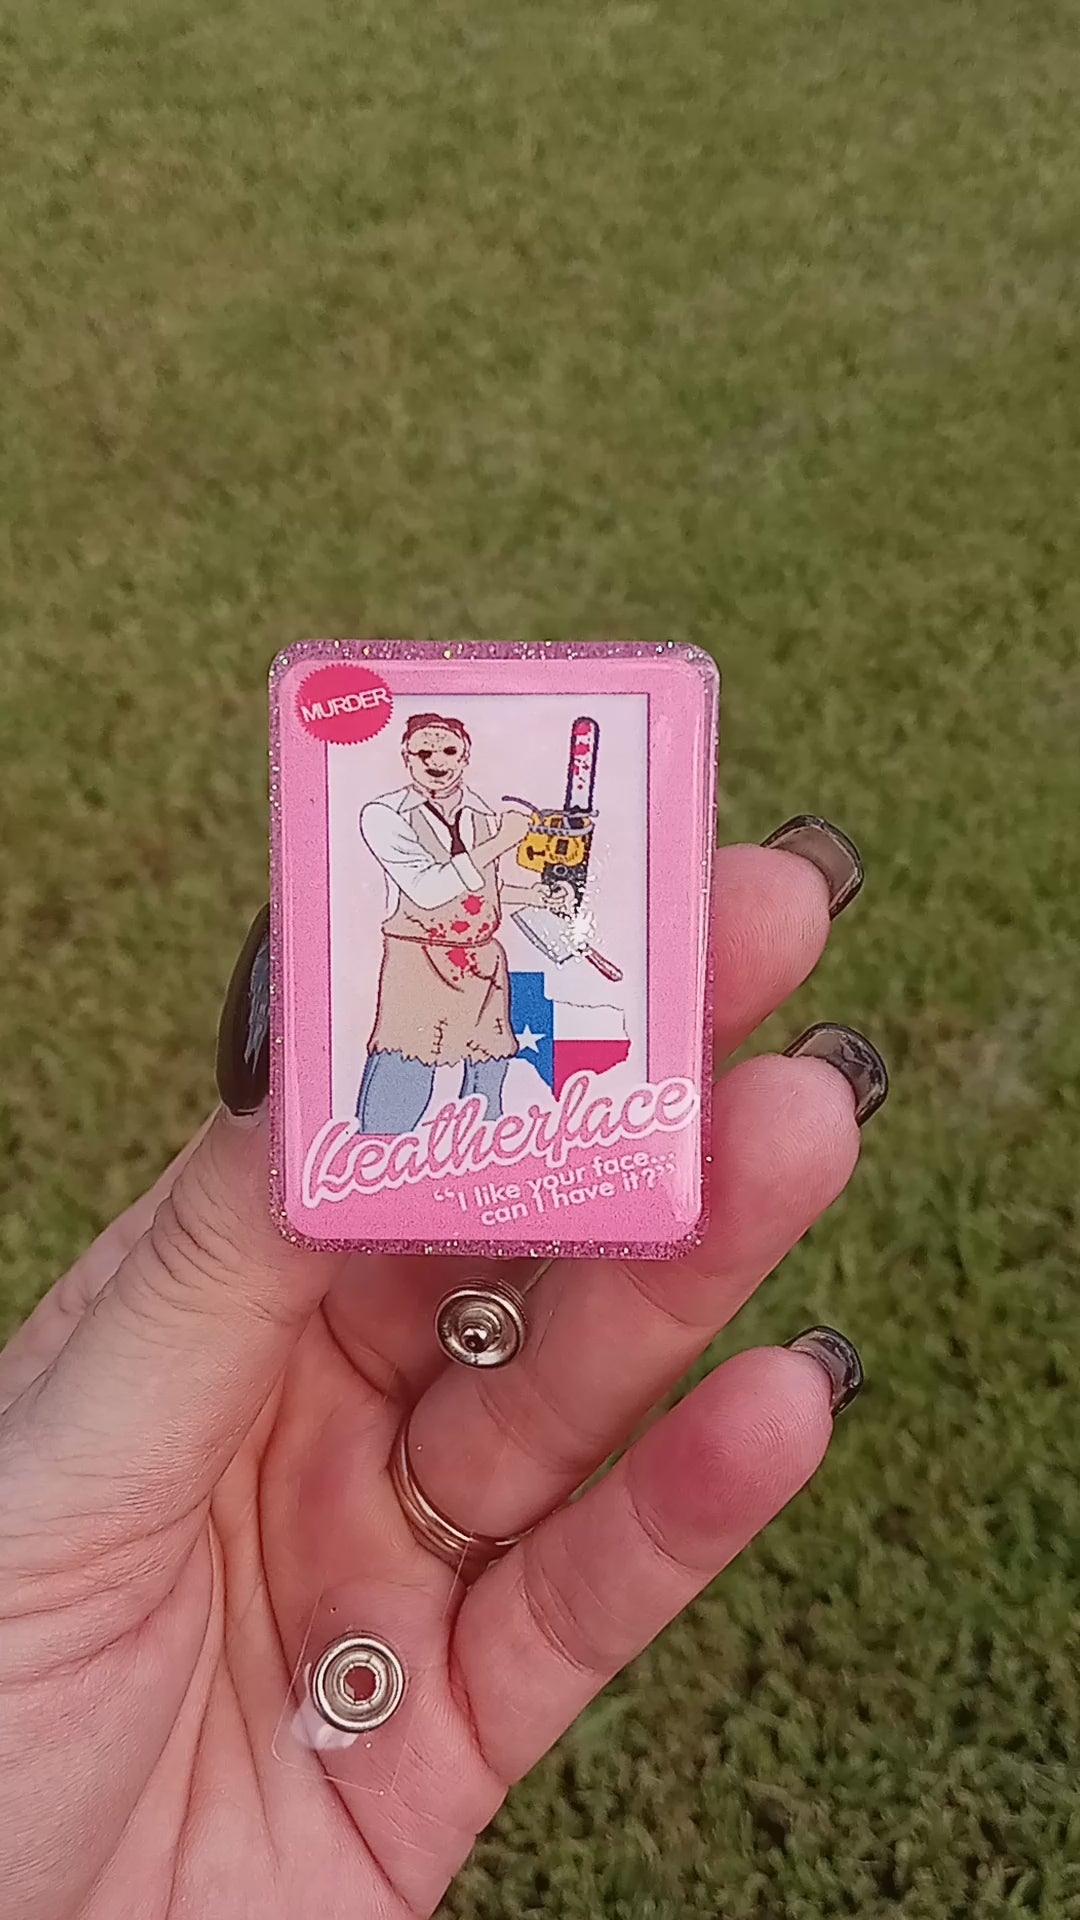 MURDER
Leatherface
“I like your face...
can I have it?”